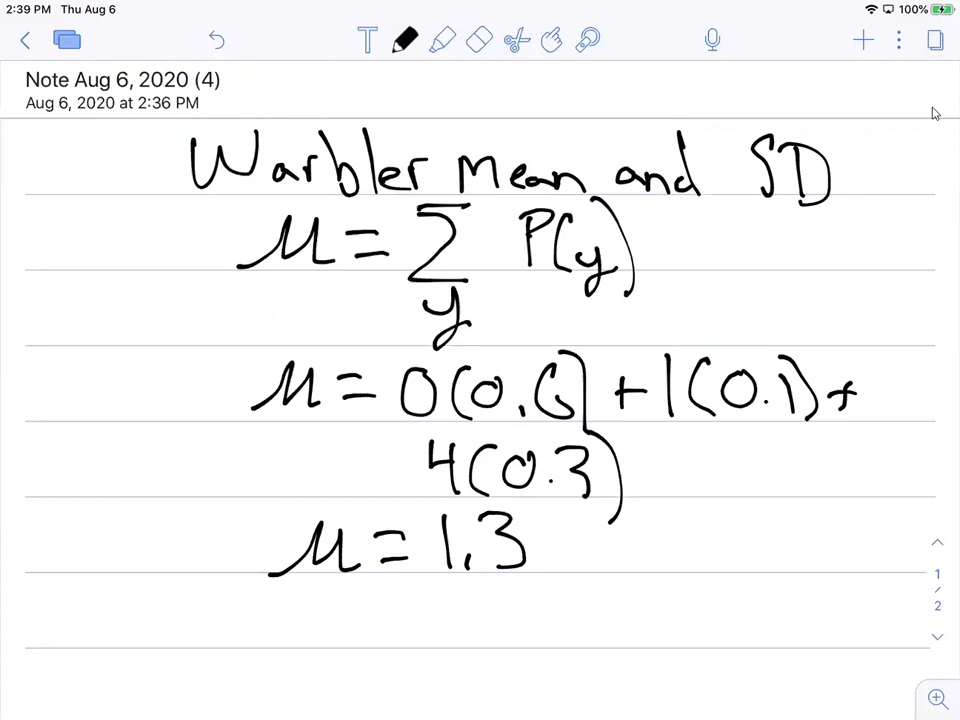 2:39 PM Thu Aug 6 100%
T
Note Aug 6, 2020 (4)
Aug 6, 2020 at 2:36 PM
Warbler Mean and SD
μ = ∑ P(y)
y
μ = 0(0.6) + 1(0.1) +
4(0.3)
μ = 1.3
1
/
2